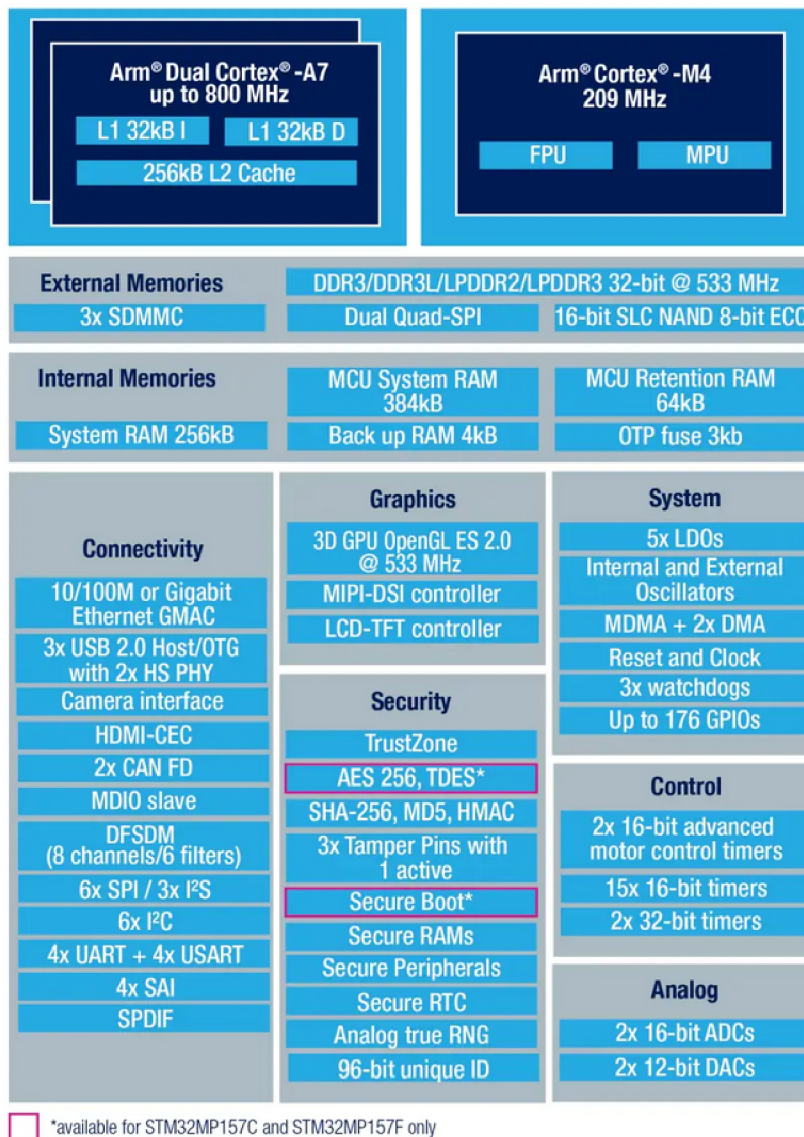 Arm® Dual Cortex® -A7
up to 800 MHz
L1 32kB I
L1 32kB D
256kB L2 Cache
Arm® Cortex® -M4
209 MHz
FPU
MPU
External Memories
DDR3/DDR3L/LPDDR2/LPDDR3 32-bit @ 533 MHz
3x SDMMC
Dual Quad-SPI
16-bit SLC NAND 8-bit ECC
Internal Memories
MCU System RAM
384kB
MCU Retention RAM
64kB
System RAM 256kB
Back up RAM 4kB
OTP fuse 3kb
Connectivity
10/100M or Gigabit
Ethernet GMAC
3x USB 2.0 Host/OTG
with 2x HS PHY
Camera interface
HDMI-CEC
2x CAN FD
MDIO slave
DFSDM
(8 channels/6 filters)
6x SPI / 3x I²S
6x I²C
4x UART + 4x USART
4x SAI
SPDIF
Graphics
3D GPU OpenGL ES 2.0
@ 533 MHz
MIPI-DSI controller
LCD-TFT controller
Security
TrustZone
AES 256, TDES*
SHA-256, MD5, HMAC
3x Tamper Pins with
1 active
Secure Boot*
Secure RAMs
Secure Peripherals
Secure RTC
Analog true RNG
96-bit unique ID
System
5x LDOs
Internal and External
Oscillators
MDMA + 2x DMA
Reset and Clock
3x watchdogs
Up to 176 GPIOs
Control
2x 16-bit advanced
motor control timers
15x 16-bit timers
2x 32-bit timers
Analog
2x 16-bit ADCs
2x 12-bit DACs
*available for STM32MP157C and STM32MP157F only